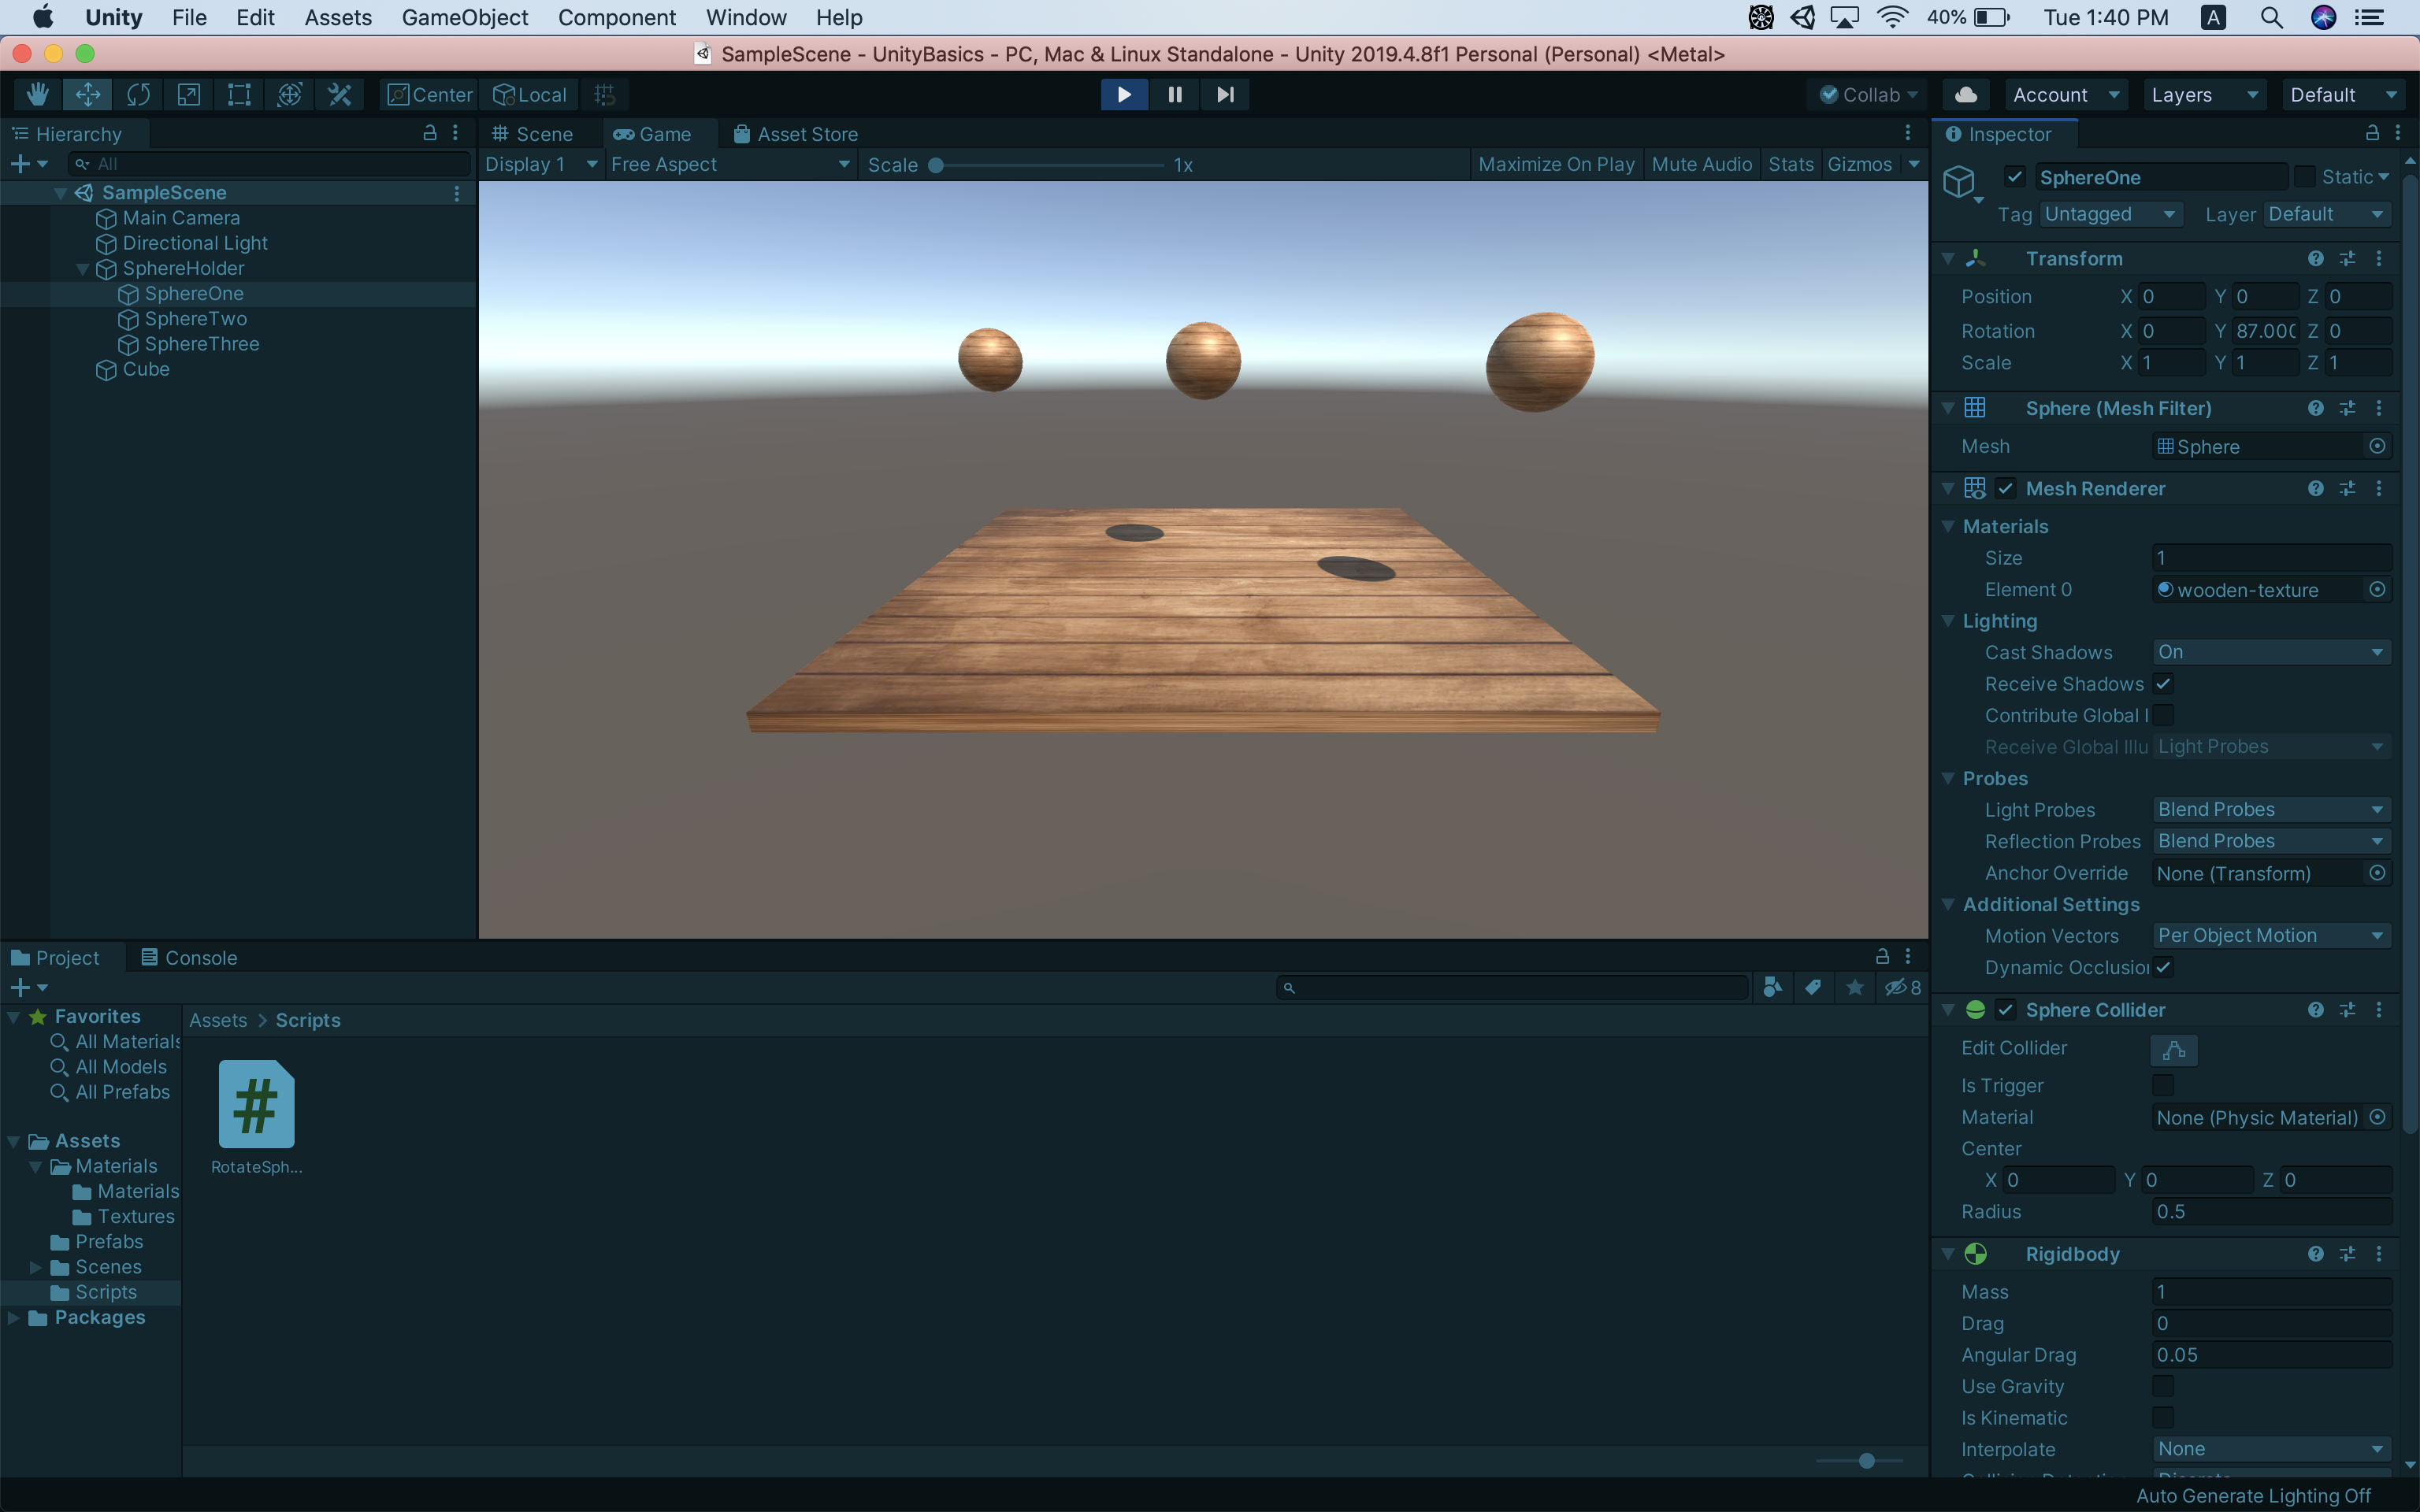 Unity File Edit Assets GameObject Component Window Help 40% Tue 1:40 PM A
SampleScene - UnityBasics - PC, Mac & Linux Standalone - Unity 2019.4.8f1 Personal (Personal) <Metal>
Center Local Collab Account Layers Default
Hierarchy
All
SampleScene
Main Camera
Directional Light
SphereHolder
SphereOne
SphereTwo
SphereThree
Cube
Scene Game Asset Store
Display 1 Free Aspect Scale 1x Maximize On Play Mute Audio Stats Gizmos
Project Console
8
Favorites
All Materials
All Models
All Prefabs
Assets
Materials
Materials
Textures
Prefabs
Scenes
Scripts
Packages
Assets > Scripts
#
RotateSph...
Inspector
SphereOne Static
Tag Untagged Layer Default
Transform
Position X 0 Y 0 Z 0
Rotation X 0 Y 87.000 Z 0
Scale X 1 Y 1 Z 1
Sphere (Mesh Filter)
Mesh Sphere
Mesh Renderer
Materials
Size 1
Element 0 wooden-texture
Lighting
Cast Shadows On
Receive Shadows
Contribute Global I
Receive Global Illu Light Probes
Probes
Light Probes Blend Probes
Reflection Probes Blend Probes
Anchor Override None (Transform)
Additional Settings
Motion Vectors Per Object Motion
Dynamic Occlusion
Sphere Collider
Edit Collider
Is Trigger
Material None (Physic Material)
Center
X 0 Y 0 Z 0
Radius 0.5
Rigidbody
Mass 1
Drag 0
Angular Drag 0.05
Use Gravity
Is Kinematic
Interpolate None
Auto Generate Lighting Off